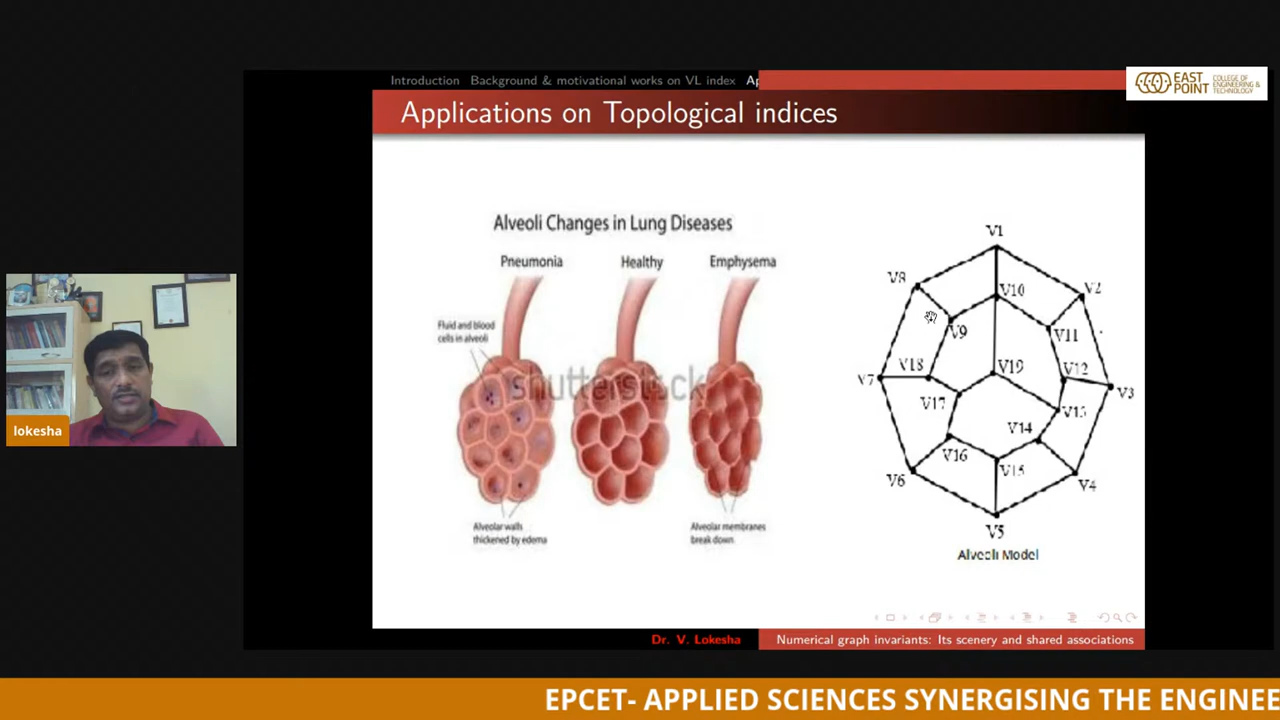 Introduction Background & motivational works on VL index Ap
EAST POINT
COLLEGE OF ENGINEERING & TECHNOLOGY
Applications on Topological indices
Alveoli Changes in Lung Diseases
Pneumonia Healthy Emphysema
Fluid and blood
cells in alveoli
shutterstock
Alveolar walls
thickened by edema
Alveolar membranes
break down
V1
V8
V10
V2
V9
V11
V18
V19
V12
V7
V3
V17
V13
V14
V16
V15
V6
V4
V5
Alveoli Model
lokesha
Dr. V. Lokesha
Numerical graph invariants: Its scenery and shared associations
EPCET- APPLIED SCIENCES SYNERGISING THE ENGINEE